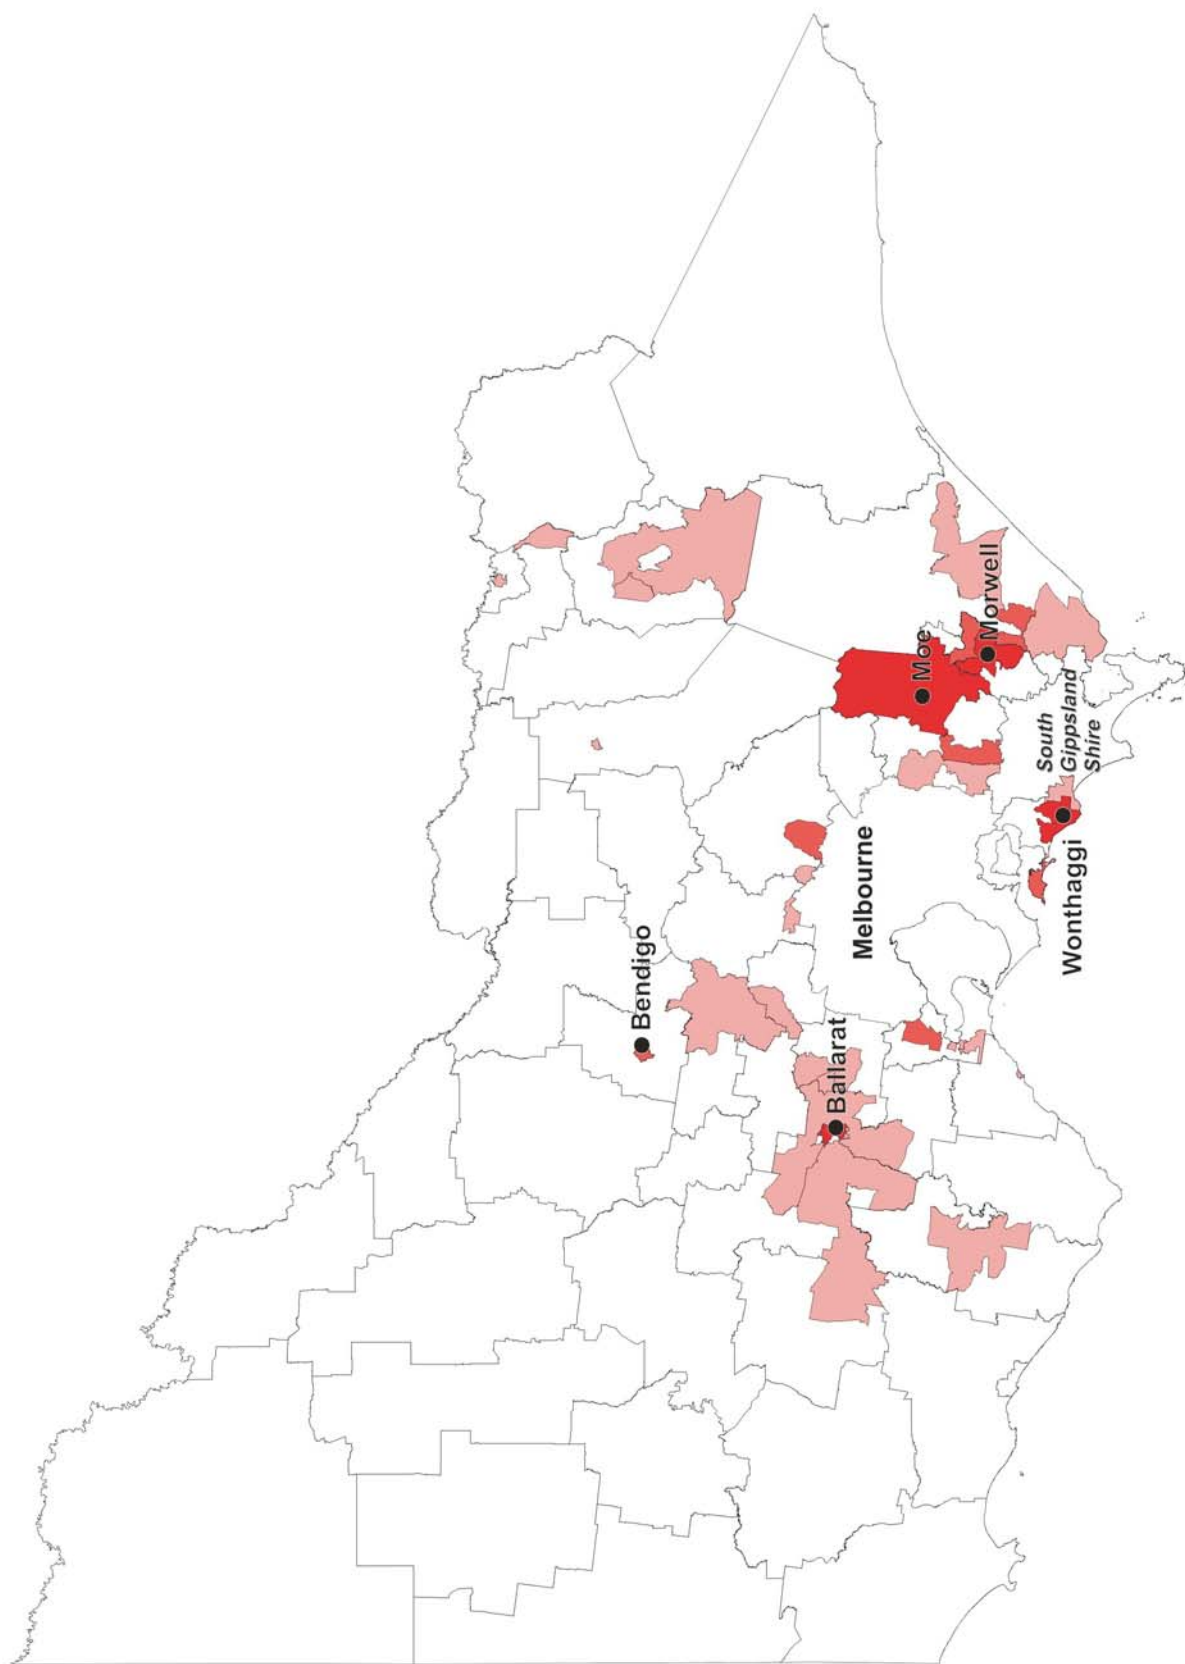 Bendigo
Ballarat
Melbourne
Moe
Morwell
South
Gippsland
Shire
Wonthaggi